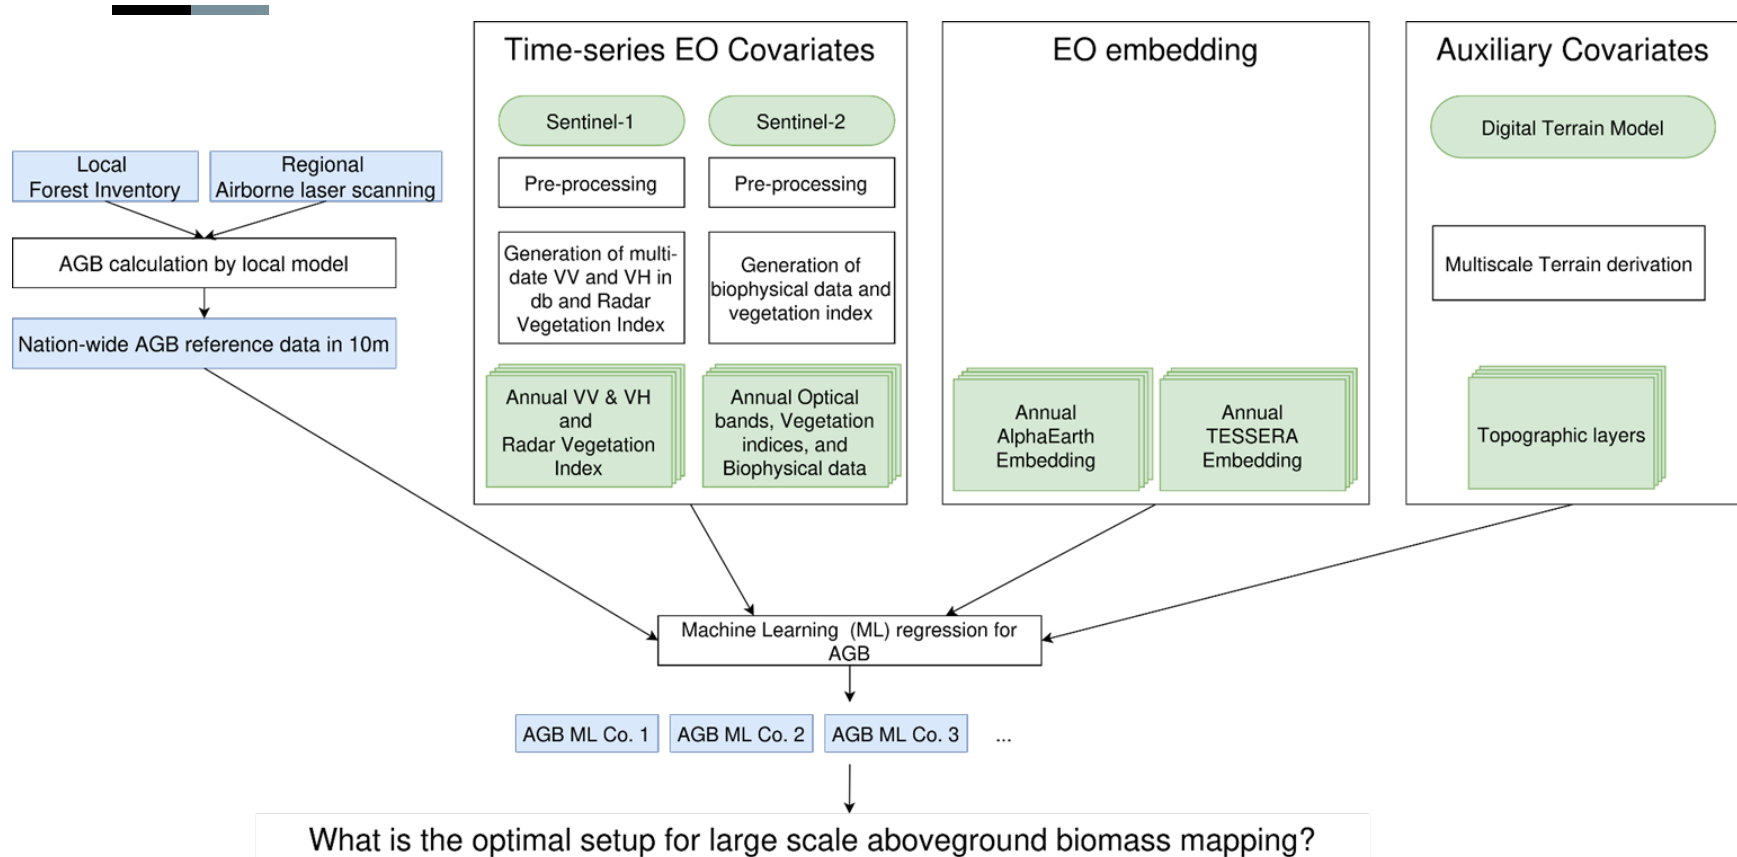 Time-series EO Covariates
Sentinel-1
Sentinel-2
Pre-processing
Pre-processing
Generation of multi-
date VV and VH in
db and Radar
Vegetation Index
Generation of
biophysical data and
vegetation index
Annual VV & VH
and
Radar Vegetation
Index
Annual Optical
bands, Vegetation
indices, and
Biophysical data
EO embedding
Annual
AlphaEarth
Embedding
Annual
TESSERA
Embedding
Auxiliary Covariates
Digital Terrain Model
Multiscale Terrain derivation
Topographic layers
Local
Forest Inventory
Regional
Airborne laser scanning
AGB calculation by local model
Nation-wide AGB reference data in 10m
Machine Learning (ML) regression for
AGB
AGB ML Co. 1
AGB ML Co. 2
AGB ML Co. 3
...
What is the optimal setup for large scale aboveground biomass mapping?